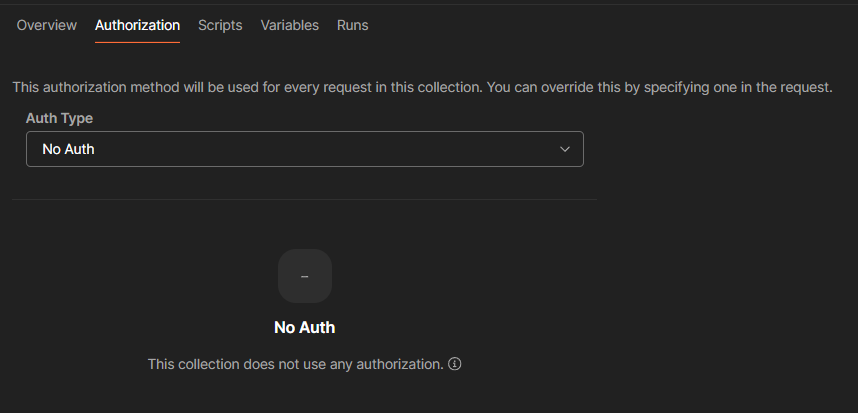 Overview Authorization Scripts Variables Runs
This authorization method will be used for every request in this collection. You can override this by specifying one in the request.
Auth Type
No Auth
No Auth
This collection does not use any authorization.